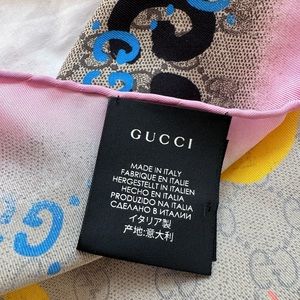 GUCCI
MADE IN ITALY
FABRIQUE EN ITALIE
HERGESTELLT IN ITALIEN
HECHO EN ITALIA
PRODUZIDO NA ITALIA
СДЕЛАНО В ИТАЛИИ
イタリア製
产地:意大利